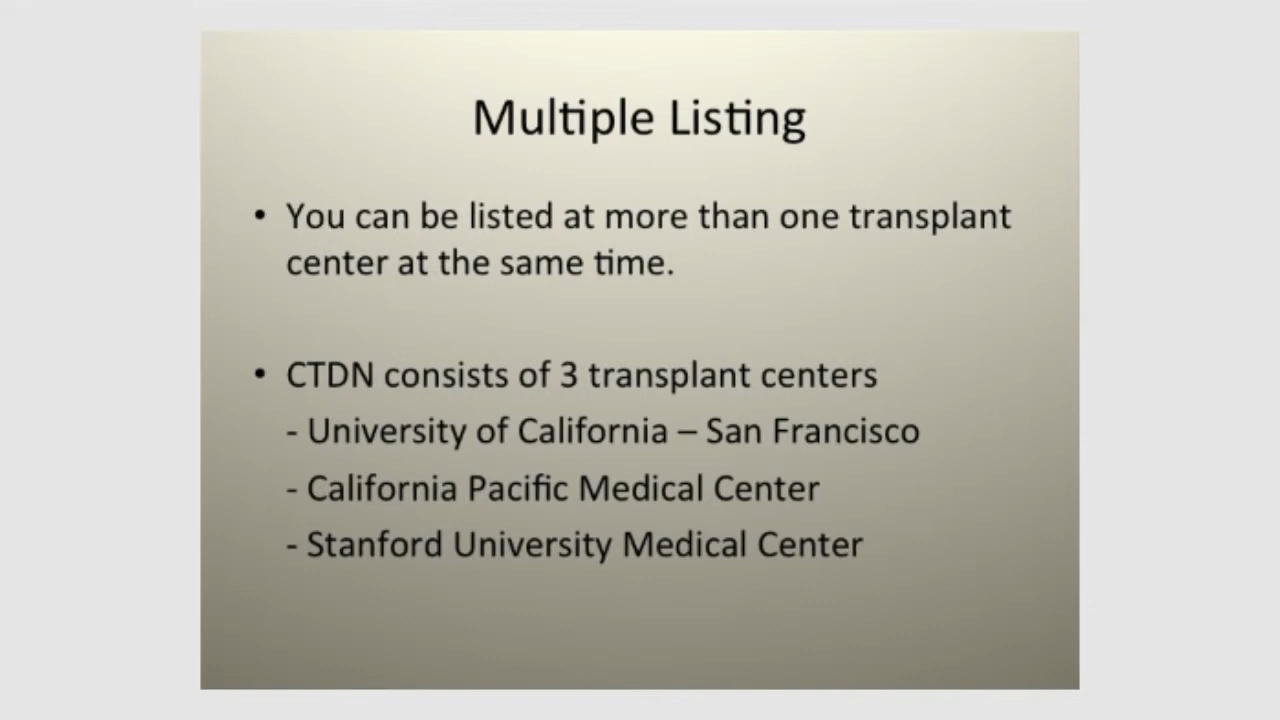 Multiple Listing
• You can be listed at more than one transplant
center at the same time.
• CTDN consists of 3 transplant centers
- University of California – San Francisco
- California Pacific Medical Center
- Stanford University Medical Center